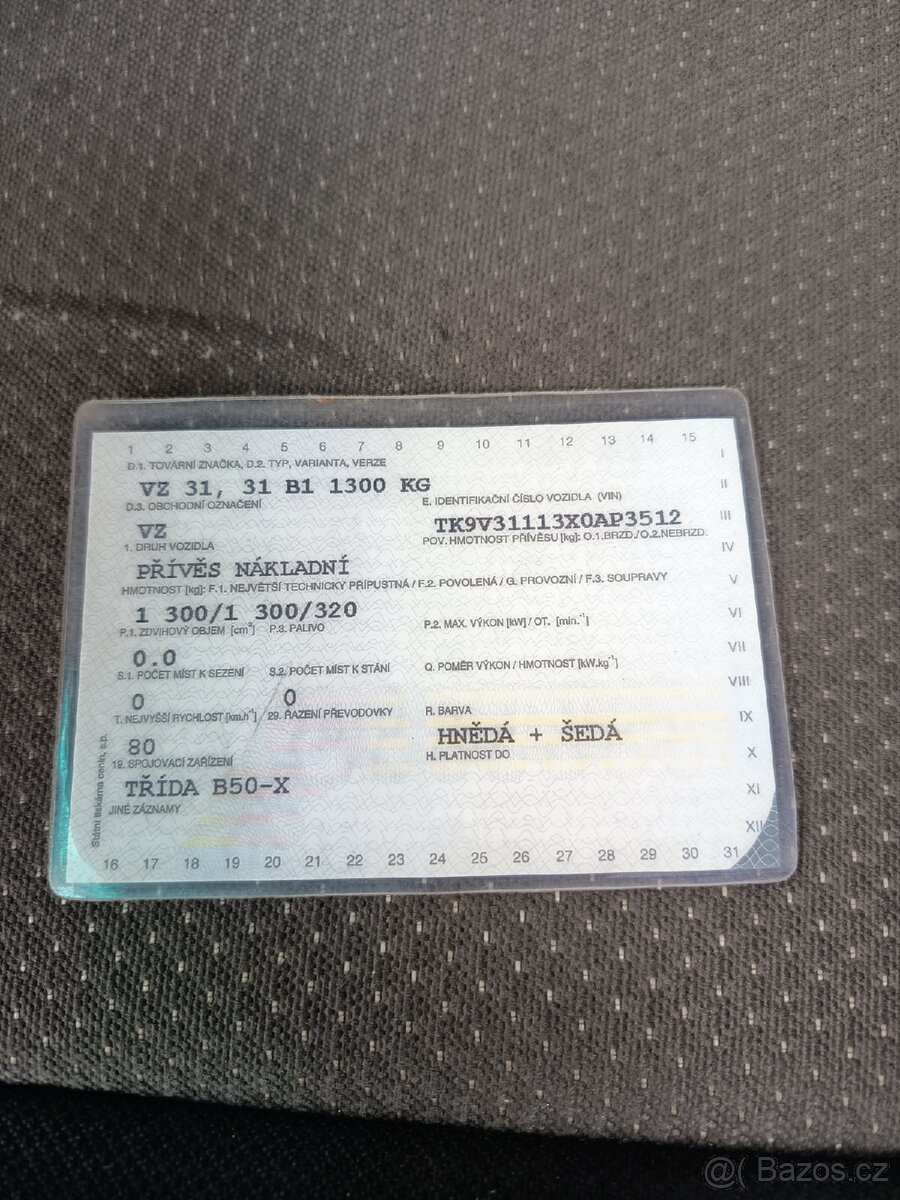 1 2 3 4 5 6 7 8 9 10 11 12 13 14 15
D.1. TOVÁRNÍ ZNAČKA, D.2. TYP, VARIANTA, VERZE
I
VZ 31, 31 B1 1300 KG
II
D.3. OBCHODNÍ OZNAČENÍ
E. IDENTIFIKAČNÍ ČÍSLO VOZIDLA (VIN)
VZ
TK9V31113X0AP3512
III
1. DRUH VOZIDLA
POV. HMOTNOST PŘÍVĚSU [kg]: O.1.BRZD./O.2.NEBRZD.
PŘÍVĚS NÁKLADNÍ
IV
HMOTNOST [kg]: F.1. NEJVĚTŠÍ TECHNICKY PŘÍPUSTNÁ / F.2. POVOLENÁ / G. PROVOZNÍ / F.3. SOUPRAVY
V
1 300/1 300/320
VI
P.1. ZDVIHOVÝ OBJEM [cm³] P.3. PALIVO
P.2. MAX. VÝKON [kW] / OT. [min.⁻¹]
0.0
VII
S.1. POČET MÍST K SEZENÍ S.2. POČET MÍST K STÁNÍ
Q. POMĚR VÝKON / HMOTNOST [kW.kg⁻¹]
0 0
VIII
T. NEJVYŠŠÍ RYCHLOST [km.h⁻¹] 29. ŘAZENÍ PŘEVODOVKY
R. BARVA
IX
80
HNĚDÁ + ŠEDÁ
19. SPOJOVACÍ ZAŘÍZENÍ
H. PLATNOST DO
X
TŘÍDA B50-X
XI
JINÉ ZÁZNAMY
XII
Státní tiskárna cenin, s.p.
16 17 18 19 20 21 22 23 24 25 26 27 28 29 30 31
@( Bazos.cz